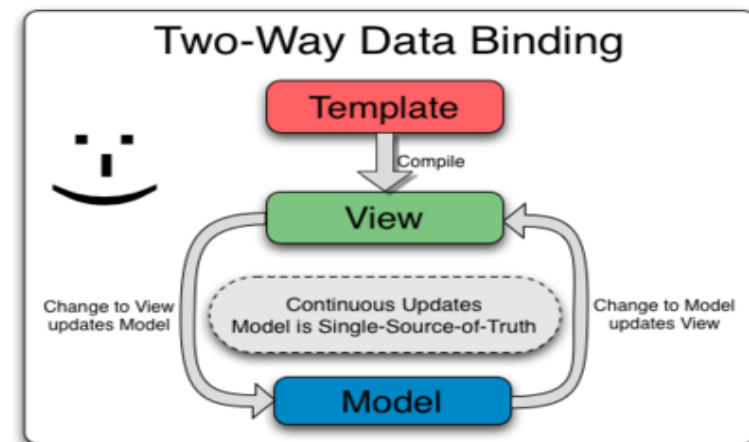 Two-Way Data Binding
Template
Compile
View
Change to View
updates Model
Continuous Updates
Model is Single-Source-of-Truth
Change to Model
updates View
Model